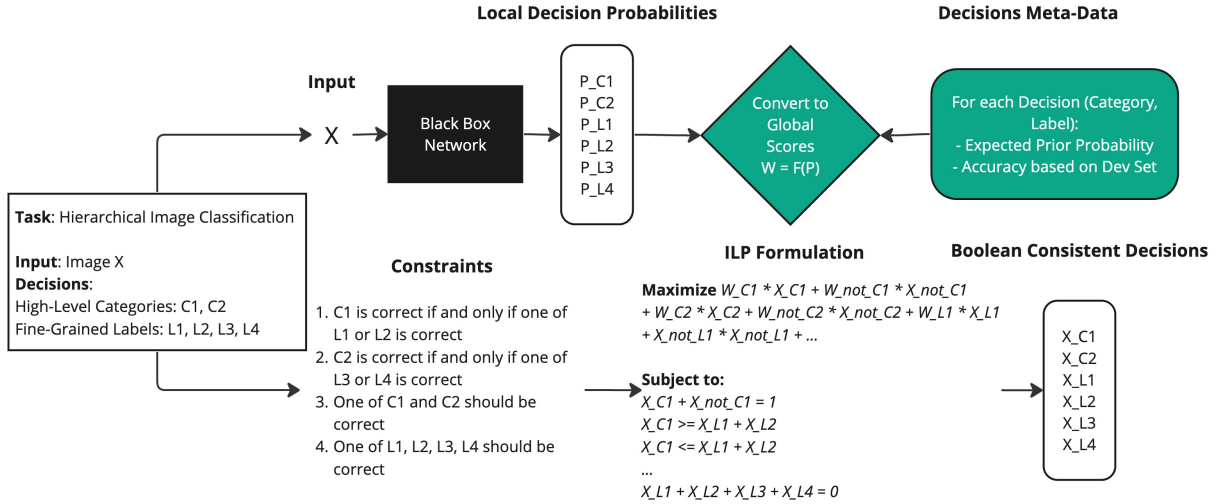 Local Decision Probabilities
Decisions Meta-Data
Input
X
Black Box
Network
P_C1
P_C2
P_L1
P_L2
P_L3
P_L4
Convert to
Global
Scores
W = F(P)
For each Decision (Category,
Label):
- Expected Prior Probability
- Accuracy based on Dev Set
Task: Hierarchical Image Classification
Input: Image X
Decisions:
High-Level Categories: C1, C2
Fine-Grained Labels: L1, L2, L3, L4
Constraints
1. C1 is correct if and only if one of
L1 or L2 is correct
2. C2 is correct if and only if one of
L3 or L4 is correct
3. One of C1 and C2 should be
correct
4. One of L1, L2, L3, L4 should be
correct
ILP Formulation
Maximize W_C1 * X_C1 + W_not_C1 * X_not_C1
+ W_C2 * X_C2 + W_not_C2 * X_not_C2 + W_L1 * X_L1
+ X_not_L1 * X_not_L1 + ...
Subject to:
X_C1 + X_not_C1 = 1
X_C1 >= X_L1 + X_L2
X_C1 <= X_L1 + X_L2
...
X_L1 + X_L2 + X_L3 + X_L4 = 0
Boolean Consistent Decisions
X_C1
X_C2
X_L1
X_L2
X_L3
X_L4